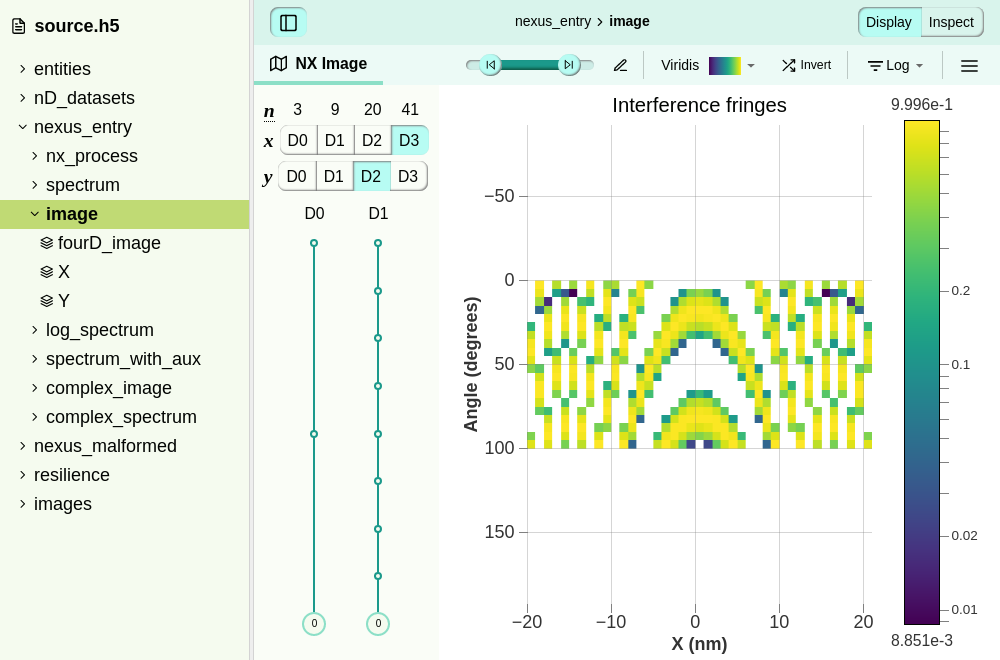 source.h5
entities
nD_datasets
nexus_entry
nx_process
spectrum
image
fourD_image
X
Y
log_spectrum
spectrum_with_aux
complex_image
complex_spectrum
nexus_malformed
resilience
images
nexus_entry › image
Display Inspect
NX Image
Viridis
Invert
Log
n 3 9 20 41
x D0 D1 D2 D3
y D0 D1 D2 D3
D0 D1
0 0
Interference fringes
Angle (degrees)
−50
0
50
100
150
−20 −10 0 10 20
X (nm)
9.996e-1
0.2
0.1
0.02
0.01
8.851e-3